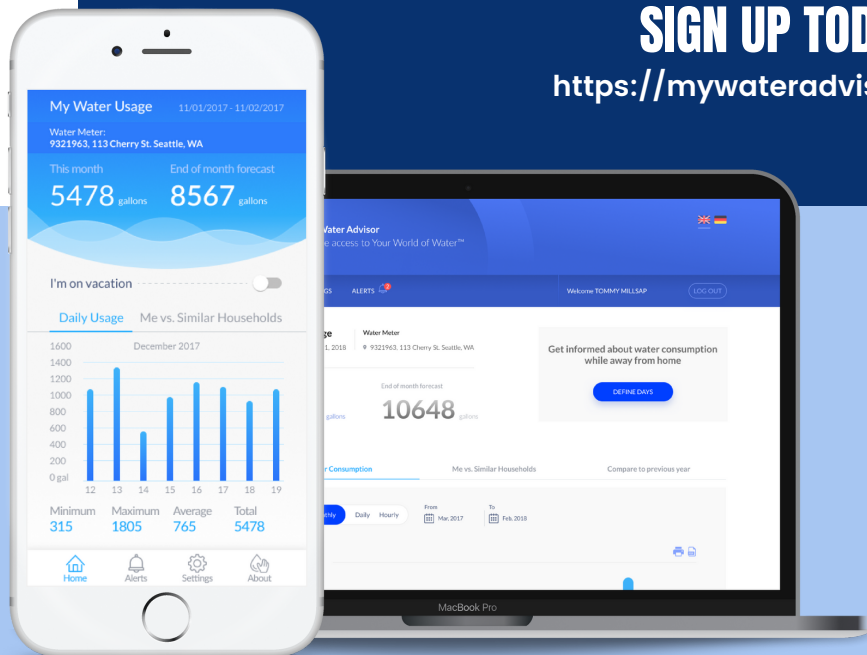 SIGN UP
https://mywateradvis
My Water Usage 11/01/2017 - 11/02/2017
Water Meter:
9321963, 113 Cherry St. Seattle, WA
This month End of month forecast
5478 gallons 8567 gallons
I'm on vacation
Daily Usage Me vs. Similar Households
1600 December 2017
1400
1200
1000
800
600
400
200
0 gal
12 13 14 15 16 17 18 19
Minimum Maximum Average Total
315 1805 765 5478
Home Alerts Settings About
Water Advisor
access to Your World of Water™
ALERTS 2 Welcome TOMMY MILLSAP LOG OUT
Water Meter
2018 9321963, 113 Cherry St. Seattle, WA
Get informed about water consumption
while away from home
DEFINE DAYS
End of month forecast
gallons 10648 gallons
Consumption Me vs. Similar Households Compare to previous year
Daily Hourly
From To
Mar, 2017 Feb, 2018
MacBook Pro